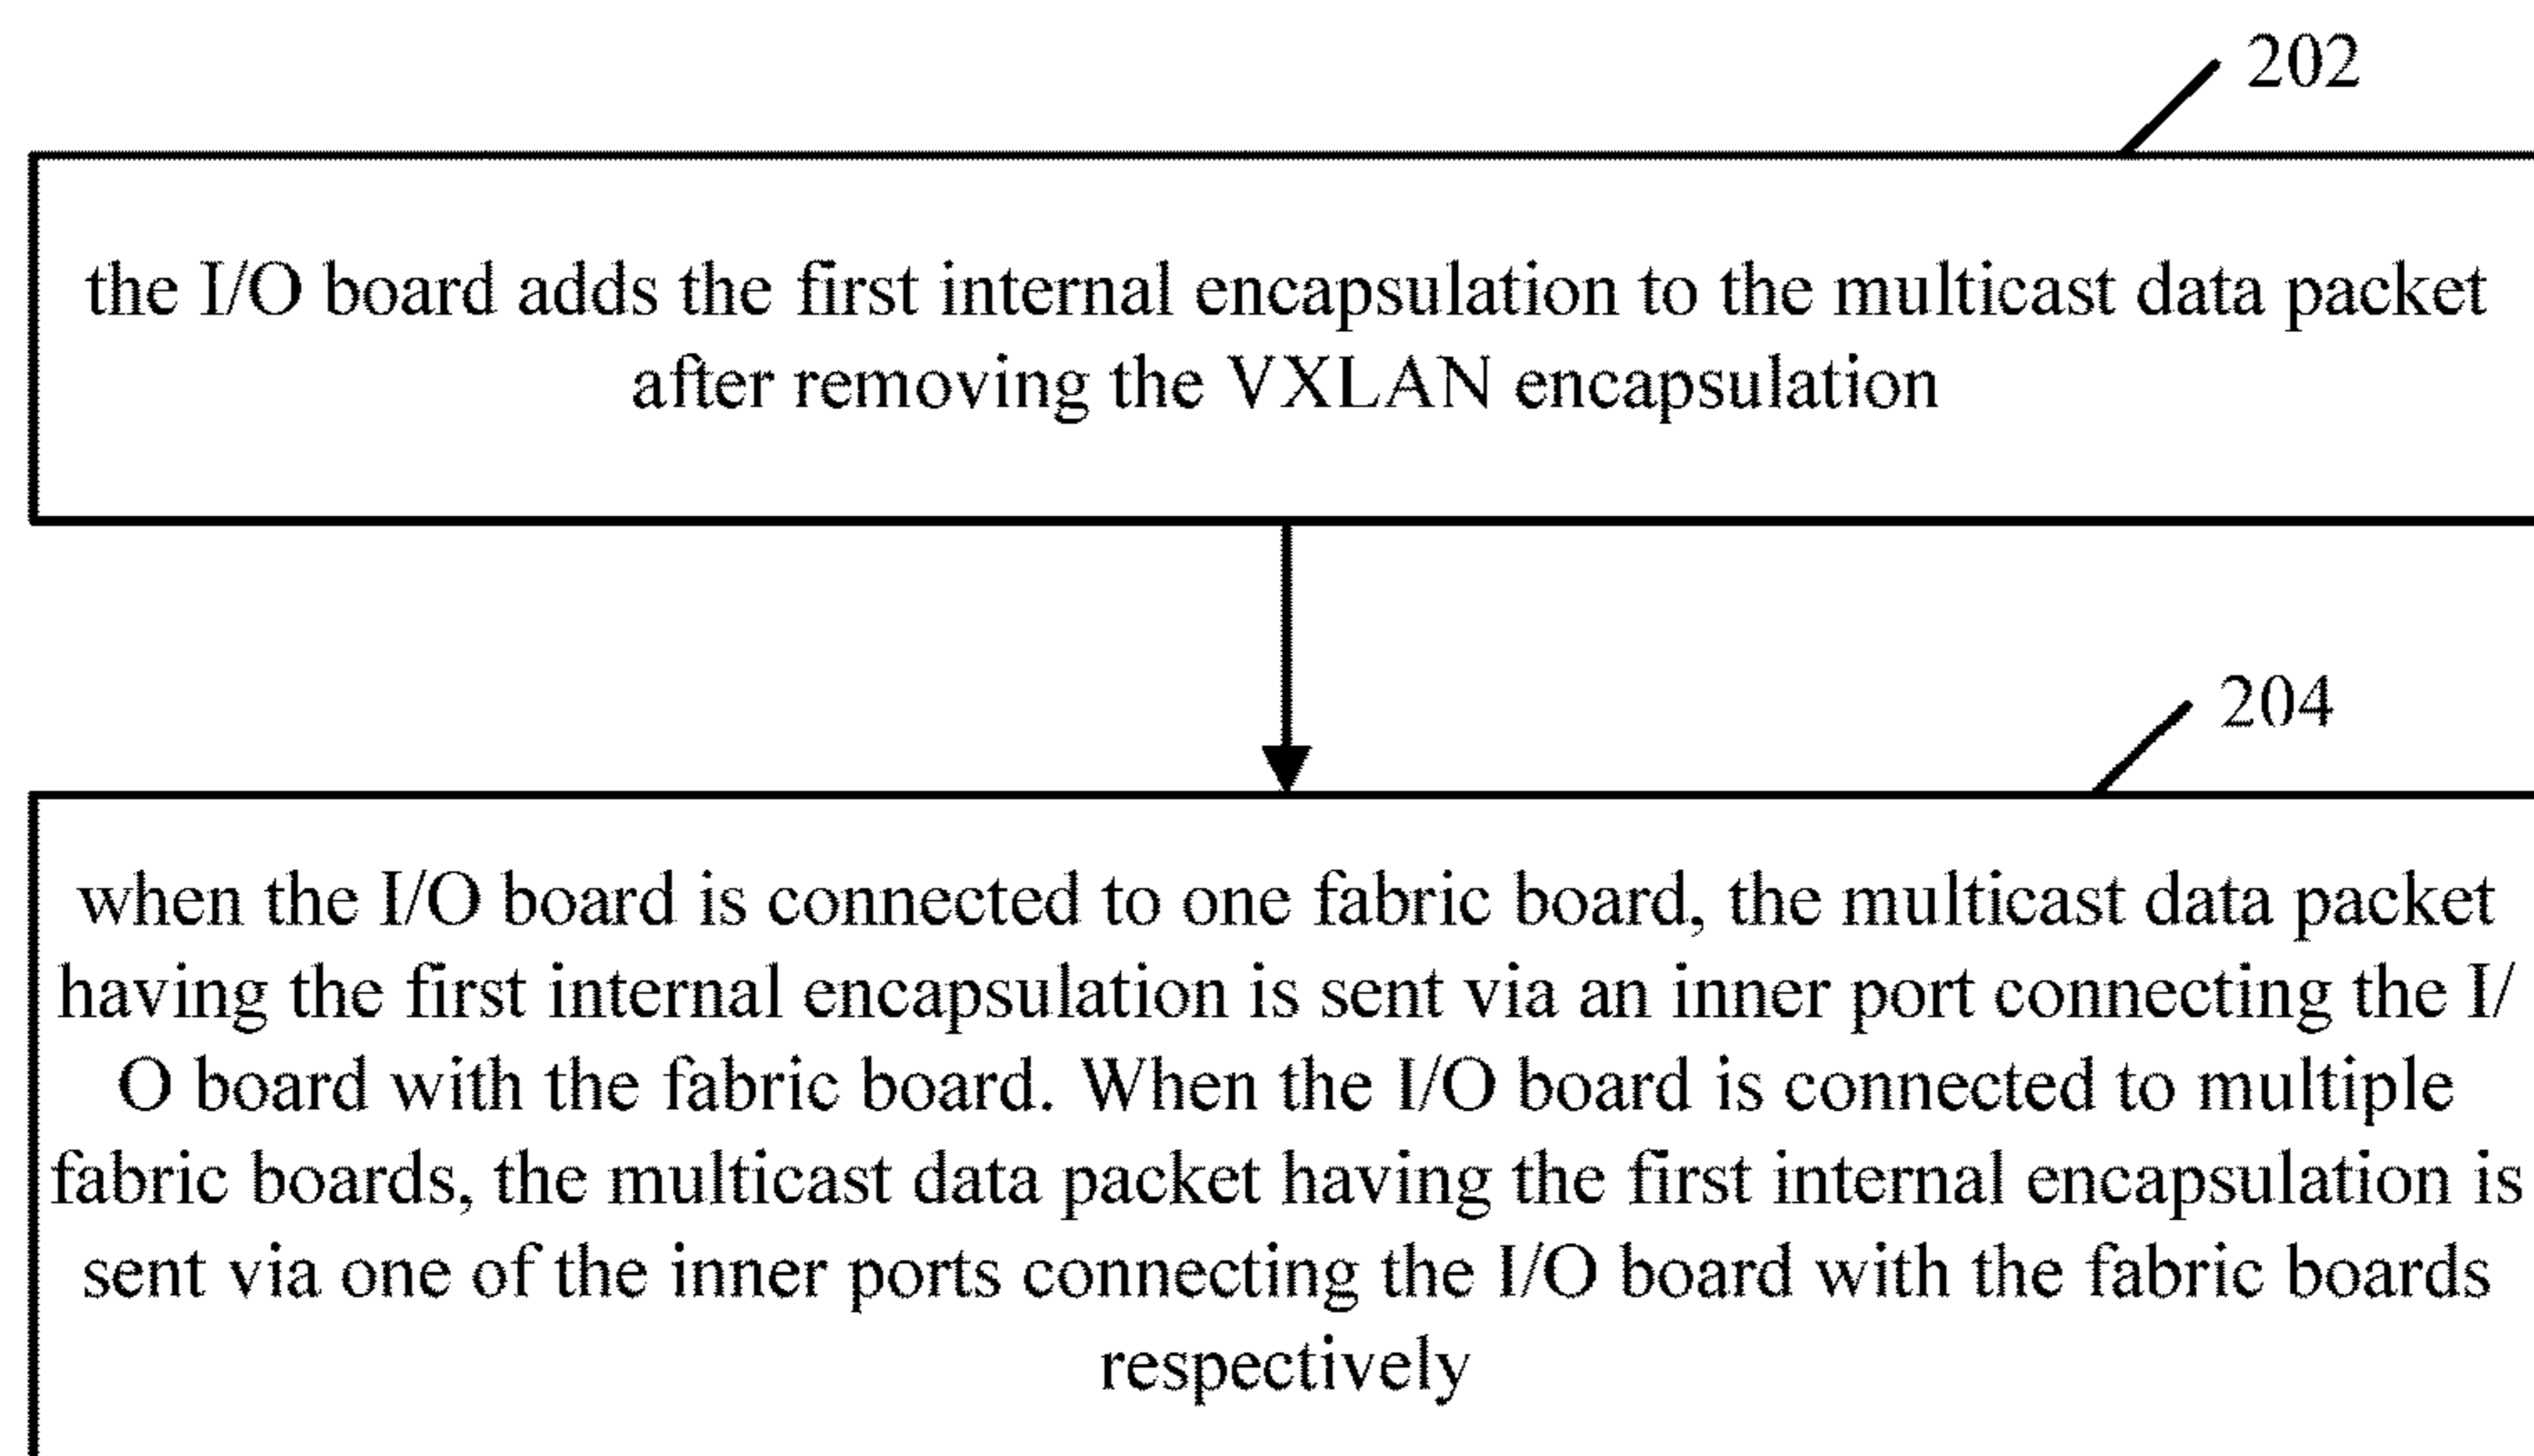 202
the I/O board adds the first internal encapsulation to the multicast data packet
after removing the VXLAN encapsulation
204
when the I/O board is connected to one fabric board, the multicast data packet
having the first internal encapsulation is sent via an inner port connecting the I/
O board with the fabric board. When the I/O board is connected to multiple
fabric boards, the multicast data packet having the first internal encapsulation is
sent via one of the inner ports connecting the I/O board with the fabric boards
respectively